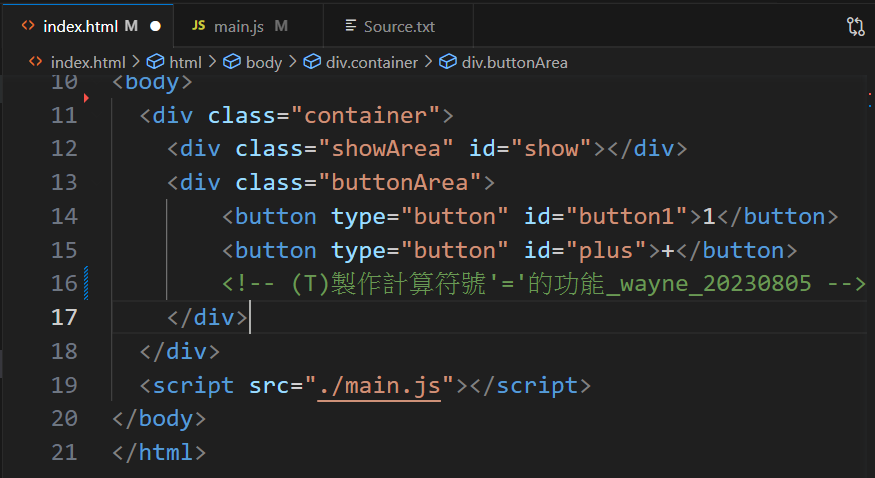 index.html M
main.js M
Source.txt
index.html > html > body > div.container > div.buttonArea
10 <body>
11 <div class="container">
12 <div class="showArea" id="show"></div>
13 <div class="buttonArea">
14 <button type="button" id="button1">1</button>
15 <button type="button" id="plus">+</button>
16 <!-- (T)製作計算符號'='的功能_wayne_20230805 -->
17 </div>
18 </div>
19 <script src="./main.js"></script>
20 </body>
21 </html>